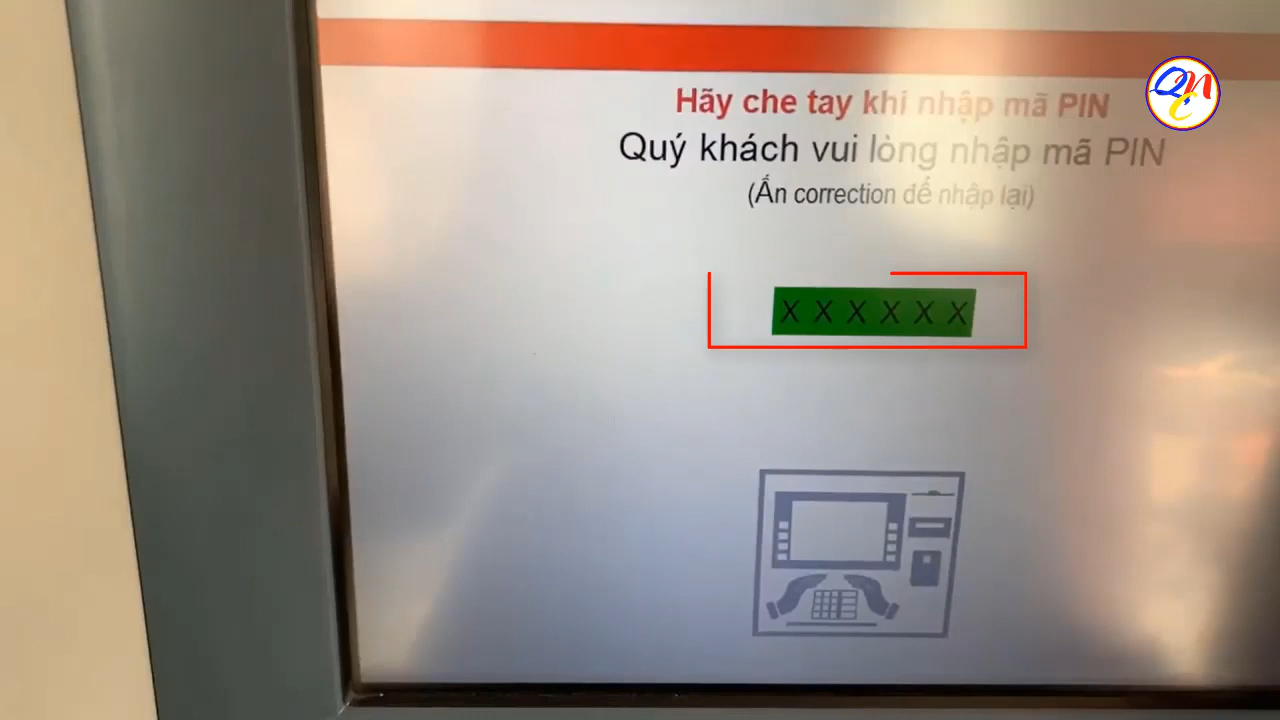 Hãy che tay khi nhập mã PIN
Quý khách vui lòng nhập mã PIN
(Ấn correction để nhập lại)
X X X X X X
QNC